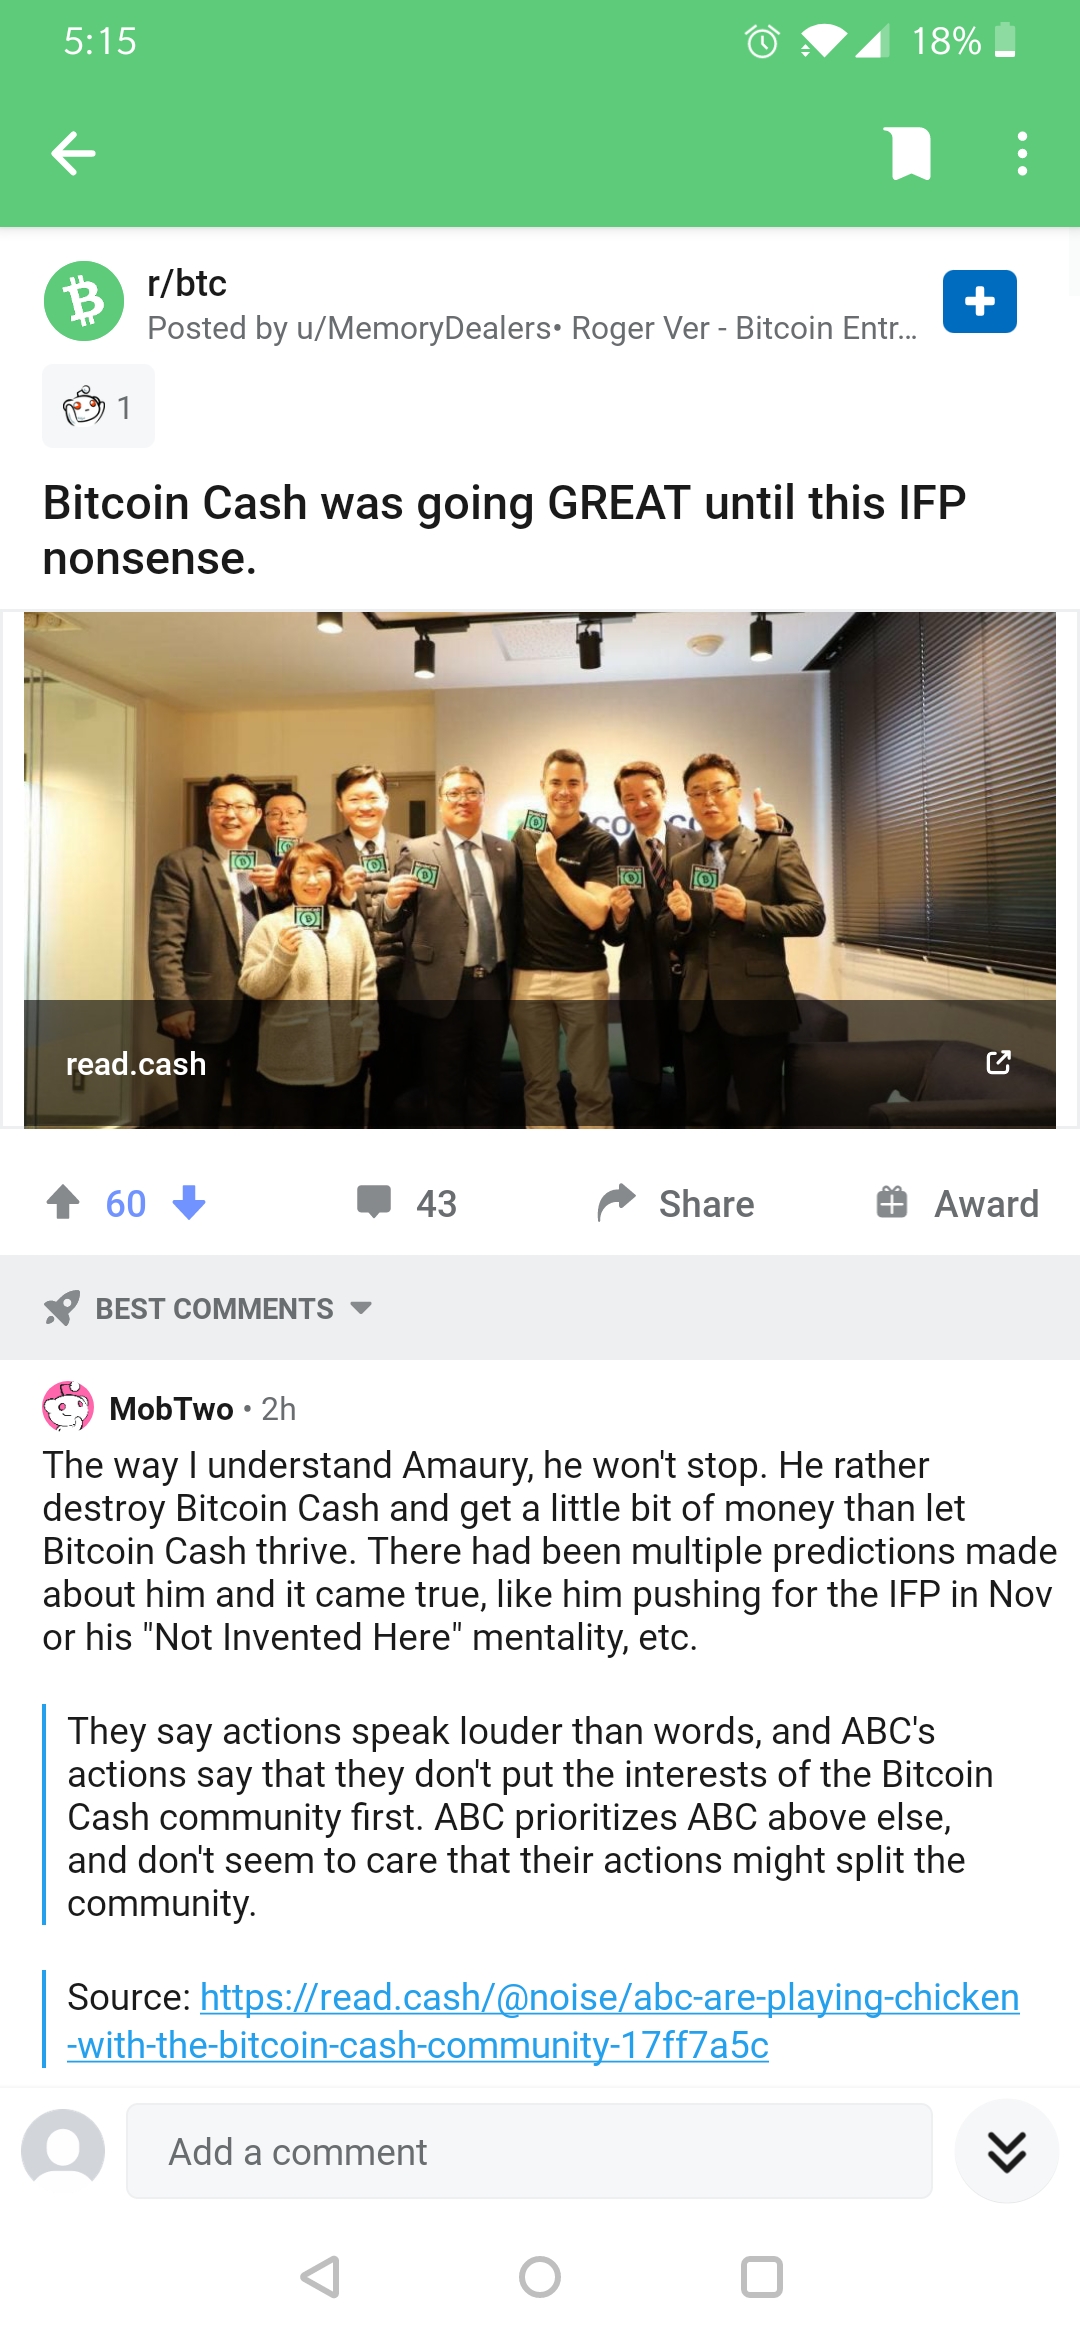 5:15
18%
r/btc
Posted by u/MemoryDealers• Roger Ver - Bitcoin Entr...
1
Bitcoin Cash was going GREAT until this IFP
nonsense.
read.cash
60
43
Share
Award
BEST COMMENTS
MobTwo • 2h
The way I understand Amaury, he won't stop. He rather
destroy Bitcoin Cash and get a little bit of money than let
Bitcoin Cash thrive. There had been multiple predictions made
about him and it came true, like him pushing for the IFP in Nov
or his "Not Invented Here" mentality, etc.
They say actions speak louder than words, and ABC's
actions say that they don't put the interests of the Bitcoin
Cash community first. ABC prioritizes ABC above else,
and don't seem to care that their actions might split the
community.
Source: https://read.cash/@noise/abc-are-playing-chicken
-with-the-bitcoin-cash-community-17ff7a5c
Add a comment